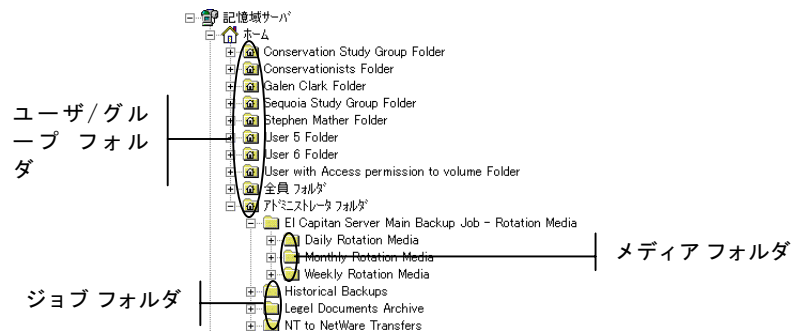 記憶域サーバ
ホーム
Conservation Study Group Folder
Conservationists Folder
Galen Clark Folder
Sequoia Study Group Folder
Stephen Mather Folder
User 5 Folder
User 6 Folder
User with Access permission to volume Folder
全員 フォルダ
アドミニストレータ フォルダ
El Capitan Server Main Backup Job - Rotation Media
Daily Rotation Media
Monthly Rotation Media
Weekly Rotation Media
Historical Backups
Legel Documents Archive
NT to NetWare Transfers
ユーザ/グル
ープ フォル
ダ
メディア フォルダ
ジョブ フォルダ